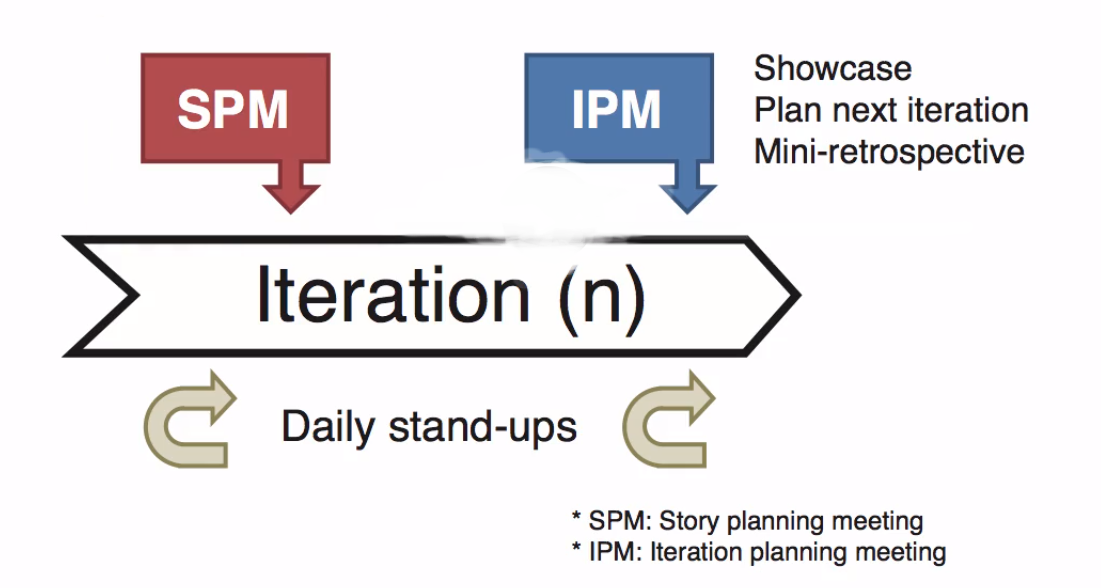 SPM
IPM
Showcase
Plan next iteration
Mini-retrospective
Iteration (n)
Daily stand-ups
* SPM: Story planning meeting
* IPM: Iteration planning meeting